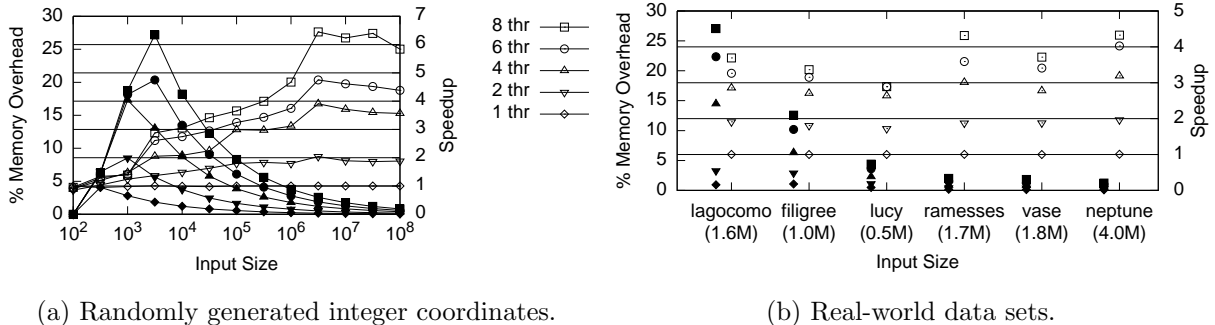 30
25
20
15
10
5
0
% Memory Overhead
10^2 10^3 10^4 10^5 10^6 10^7 10^8
Input Size
7
6
5
4
3
2
1
0
Speedup
8 thr
6 thr
4 thr
2 thr
1 thr
(a) Randomly generated integer coordinates.
30
25
20
15
10
5
0
% Memory Overhead
lagocomo filigree lucy ramesses vase neptune
(1.6M) (1.0M) (0.5M) (1.7M) (1.8M) (4.0M)
Input Size
5
4
3
2
1
0
Speedup
(b) Real-world data sets.